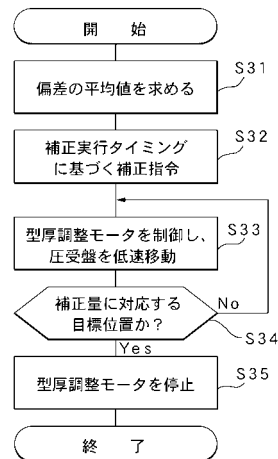 開始
S31
偏差の平均値を求める
S32
補正実行タイミング
に基づく補正指令
S33
型厚調整モータを制御し、
圧受盤を低速移動
補正量に対応する
目標位置か？
No
S34
Yes
S35
型厚調整モータを停止
終了